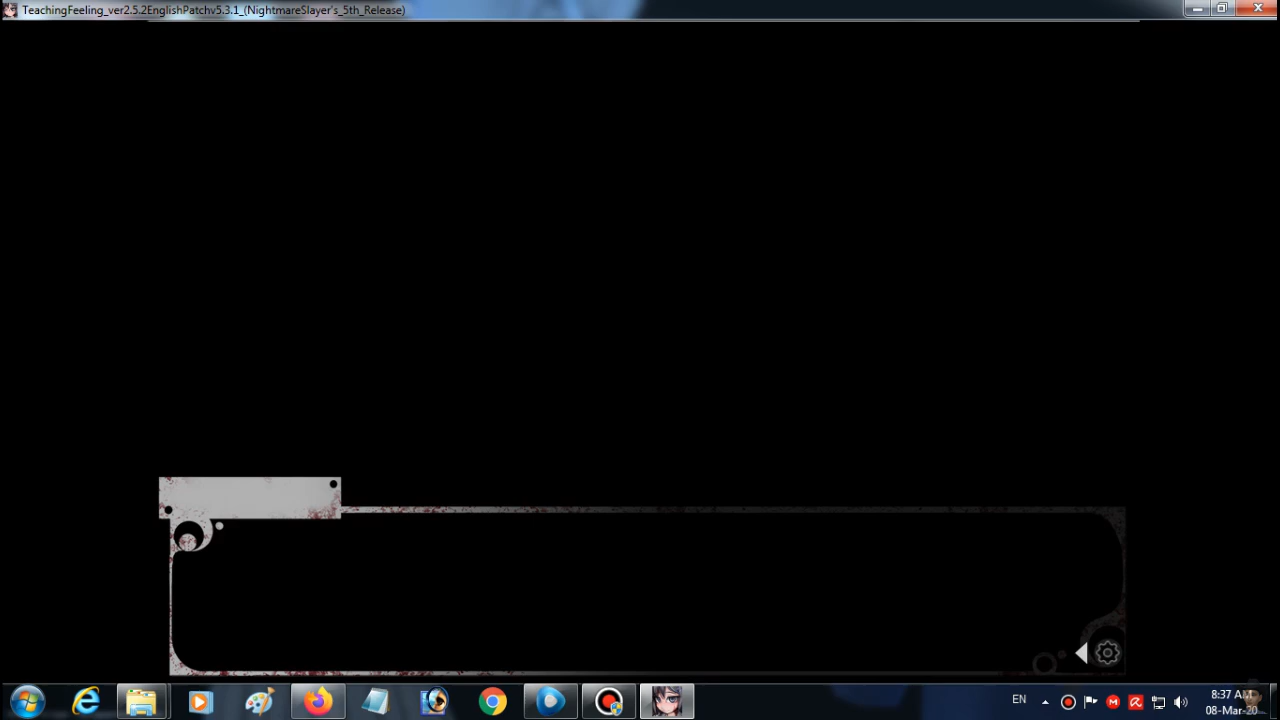 TeachingFeeling_ver2.5.2EnglishPatchv5.3.1_(NightmareSlayer's_5th_Release)
EN
8:37 AM
08-Mar-20